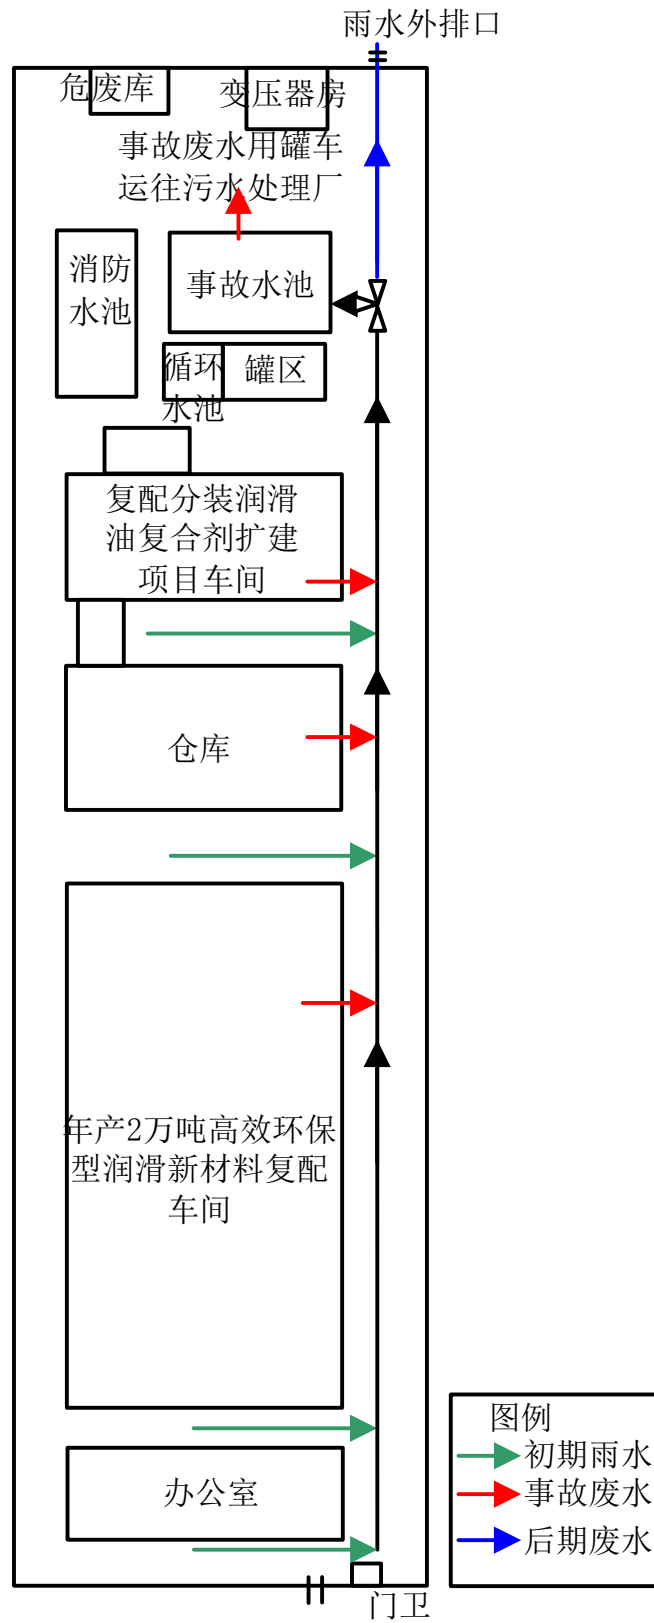 雨水外排口
危废库
变压器房
事故废水用罐车
运往污水处理厂
消防
水池
事故水池
循环
水池
罐区
复配分装润滑
油复合剂扩建
项目车间
仓库
年产2万吨高效环保
型润滑新材料复配
车间
办公室
门卫
图例
初期雨水
事故废水
后期废水